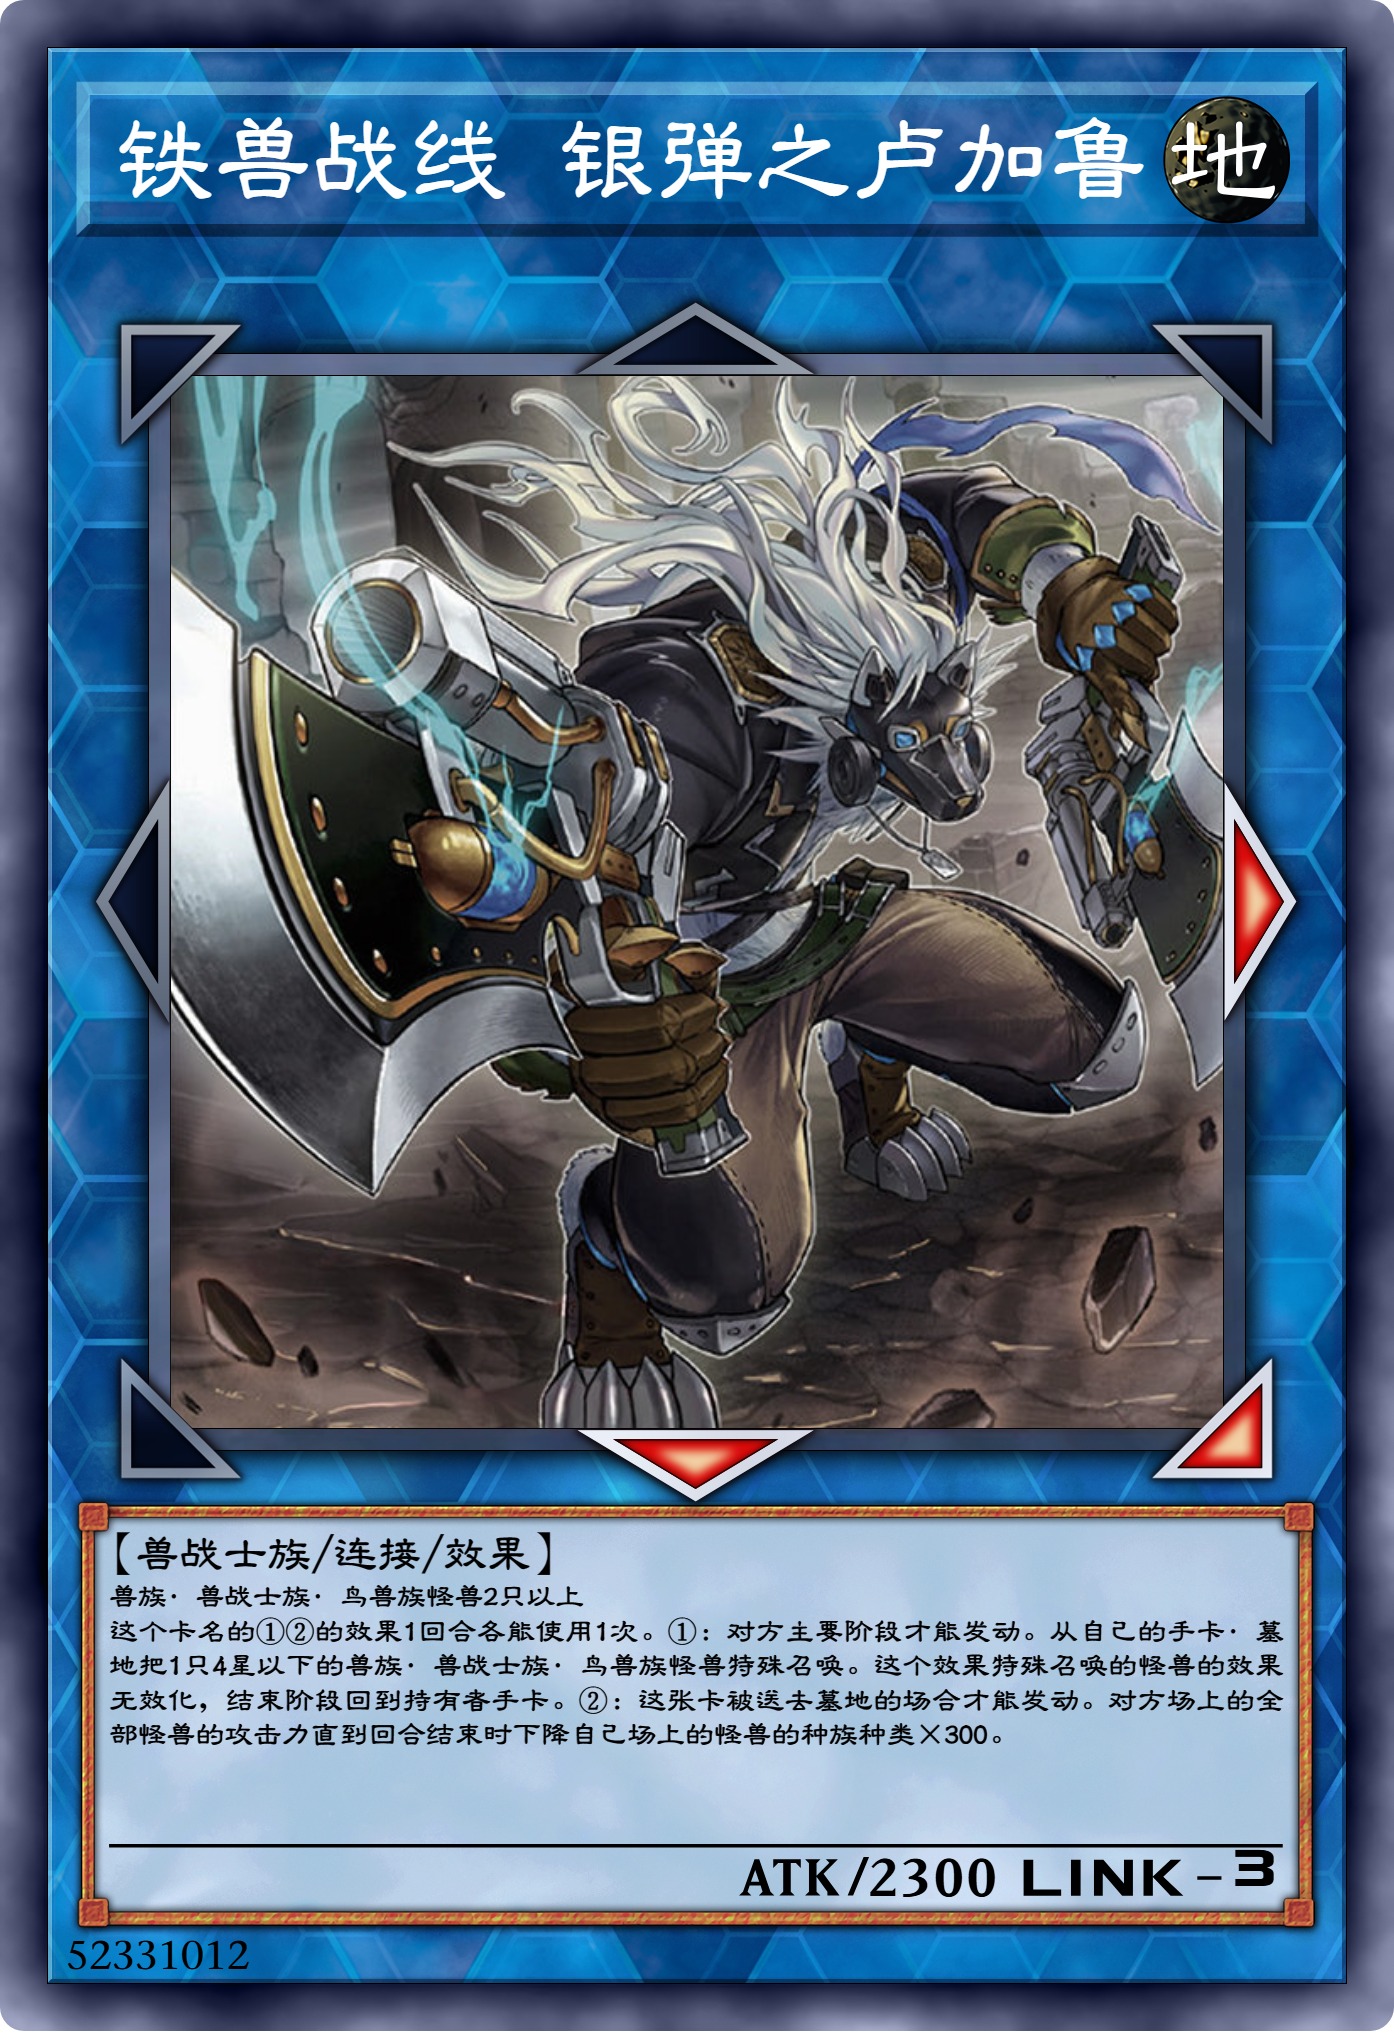 铁兽战线 银弹之卢加鲁 地
【兽战士族/连接/效果】
兽族·兽战士族·鸟兽族怪兽2只以上
这个卡名的①②的效果1回合各能使用1次。①：对方主要阶段才能发动。从自己的手卡·墓
地把1只4星以下的兽族·兽战士族·鸟兽族怪兽特殊召唤。这个效果特殊召唤的怪兽的效果
无效化，结束阶段回到持有者手卡。②：这张卡被送去墓地的场合才能发动。对方场上的全
部怪兽的攻击力直到回合结束时下降自己场上的怪兽的种族种类×300。
ATK/2300 LINK-3
52331012